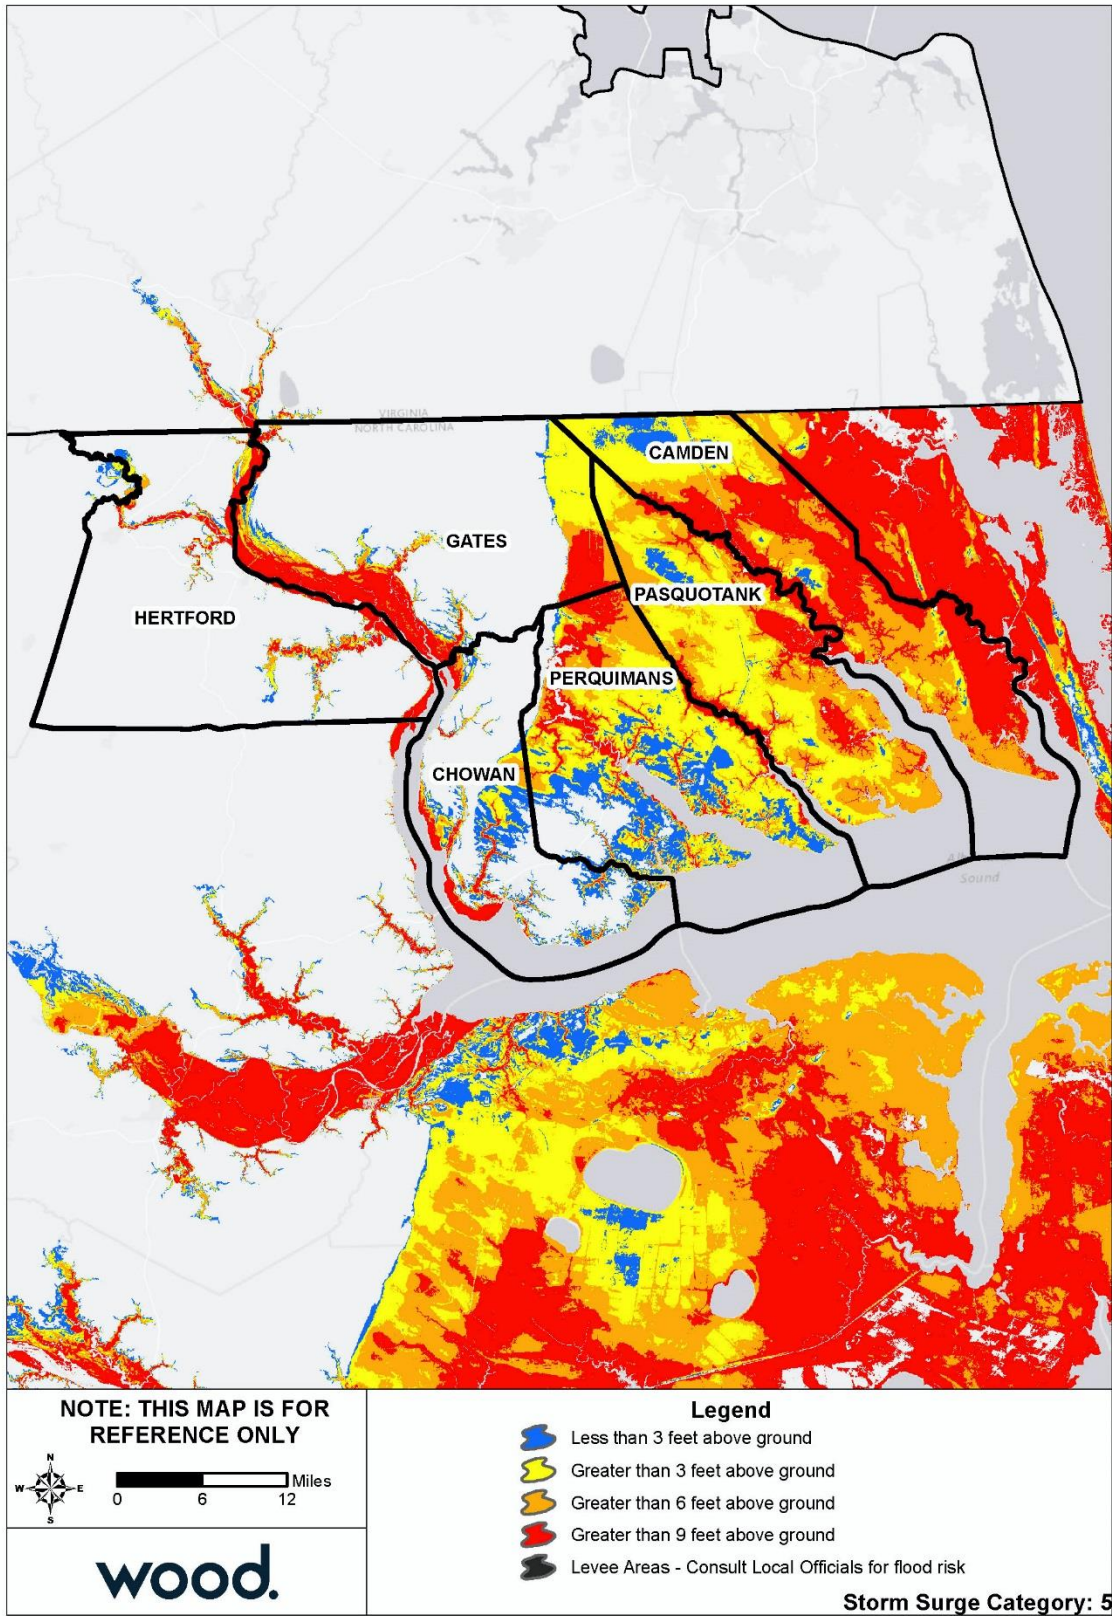 VIRGINIA
NORTH CAROLINA
CAMDEN
GATES
PASQUOTANK
HERTFORD
PERQUIMANS
CHOWAN
Sound
NOTE: THIS MAP IS FOR
REFERENCE ONLY
N
W E
S
Miles
0 6 12
wood.
Legend
Less than 3 feet above ground
Greater than 3 feet above ground
Greater than 6 feet above ground
Greater than 9 feet above ground
Levee Areas - Consult Local Officials for flood risk
Storm Surge Category: 5